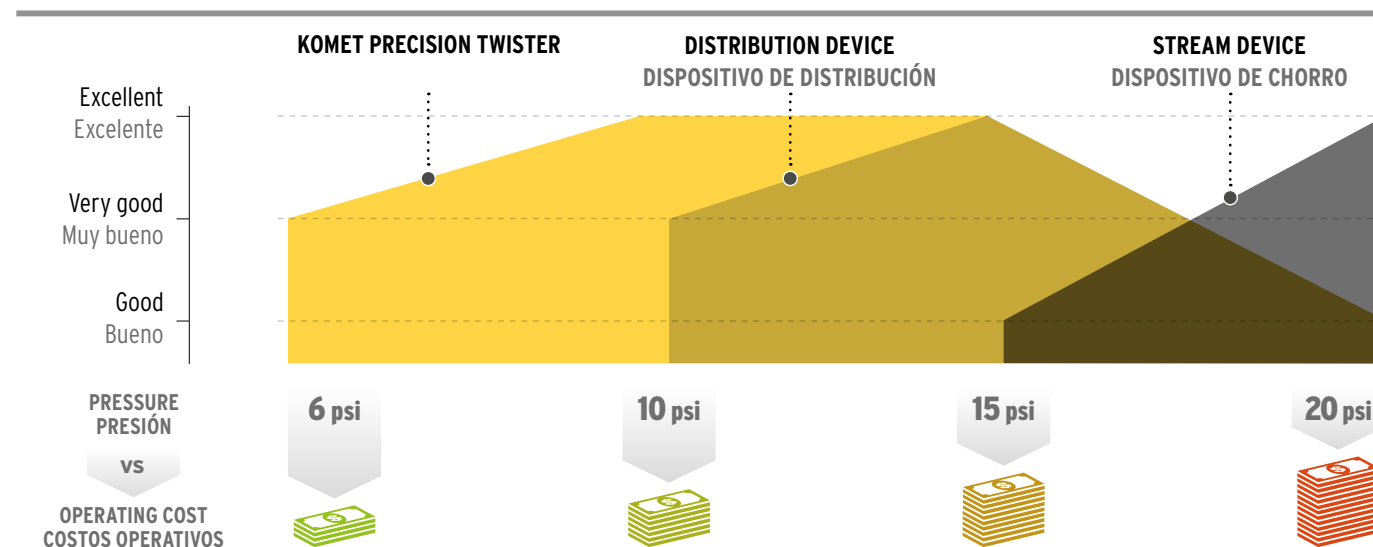 KOMET PRECISION TWISTER
DISTRIBUTION DEVICE
DISPOSITIVO DE DISTRIBUCIÓN
STREAM DEVICE
DISPOSITIVO DE CHORRO
Excellent
Excelente
Very good
Muy bueno
Good
Bueno
PRESSURE
PRESIÓN
vs
OPERATING COST
COSTOS OPERATIVOS
6 psi
10 psi
15 psi
20 psi